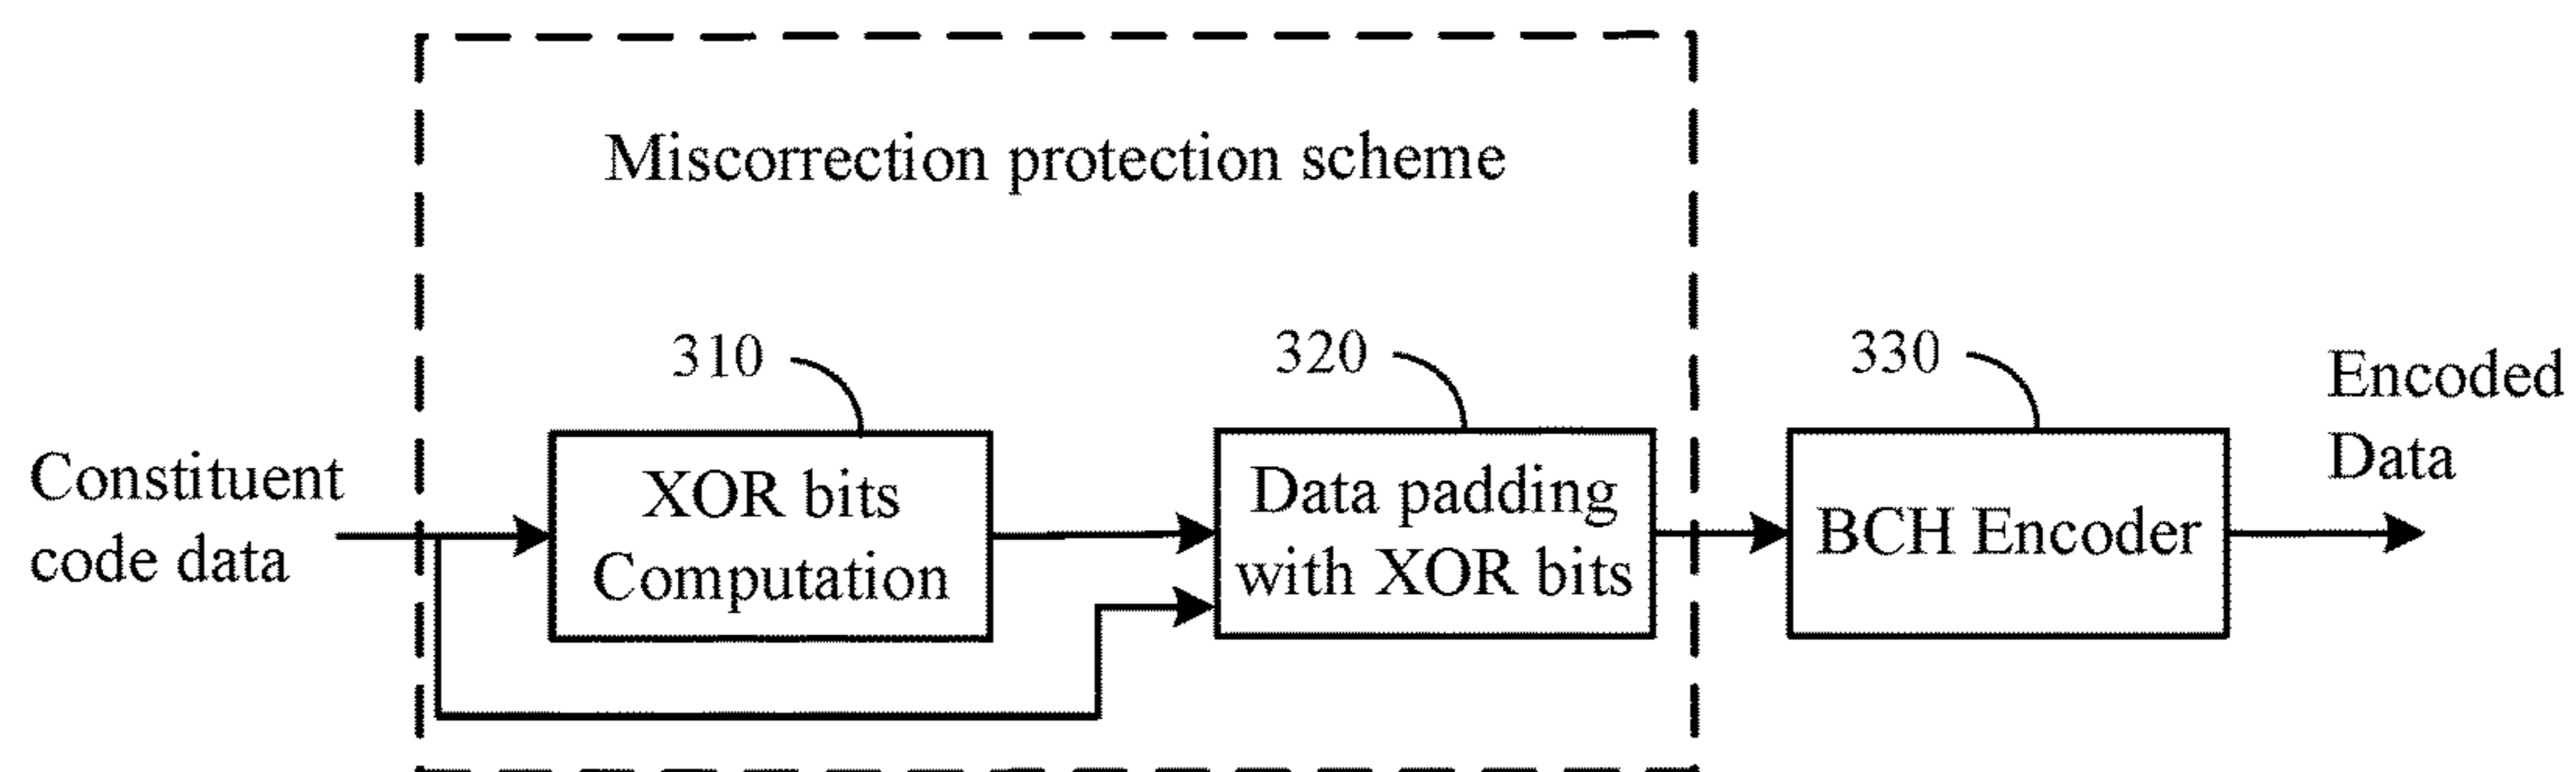 Miscorrection protection scheme
310
320
330
Encoded
Data
Constituent
code data
XOR bits
Computation
Data padding
with XOR bits
BCH Encoder